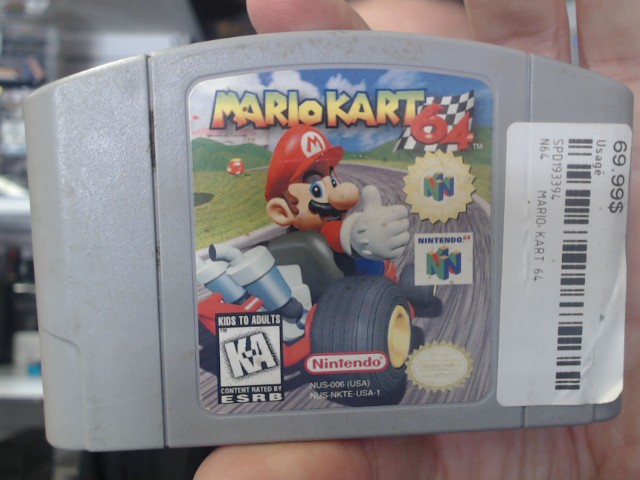 MARIO KART 64 ™
NINTENDO 64
KIDS TO ADULTS
K-A
CONTENT RATED BY
ESRB
Nintendo
NUS-006 (USA)
NUS-NKTE-USA-1
69.99$
Usagé
SPD193394
N64 MARIO KART 64